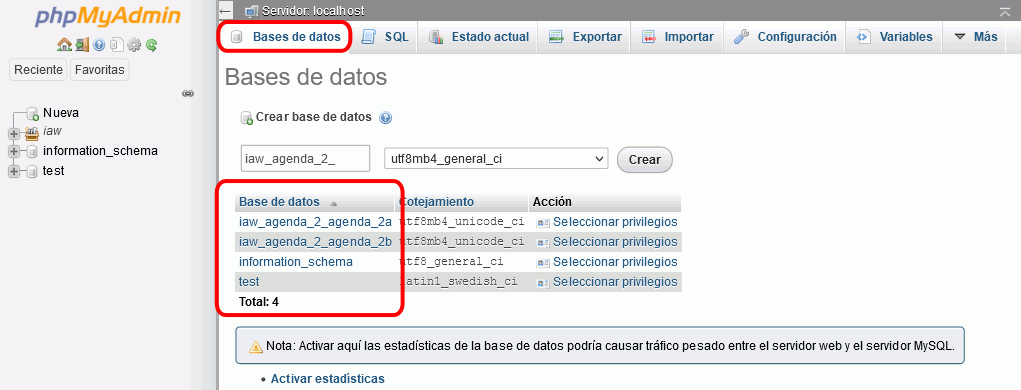 phpMyAdmin
Reciente Favoritas
Nueva
iaw
information_schema
test
Servidor: localhost
Bases de datos SQL Estado actual Exportar Importar Configuración Variables Más
Bases de datos
Crear base de datos
iaw_agenda_2_ utf8mb4_general_ci Crear
Base de datos Cotejamiento Acción
iaw_agenda_2_agenda_2a utf8mb4_unicode_ci Seleccionar privilegios
iaw_agenda_2_agenda_2b utf8mb4_unicode_ci Seleccionar privilegios
information_schema utf8_general_ci Seleccionar privilegios
test latin1_swedish_ci Seleccionar privilegios
Total: 4
Nota: Activar aquí las estadísticas de la base de datos podría causar tráfico pesado entre el servidor web y el servidor MySQL.
• Activar estadísticas